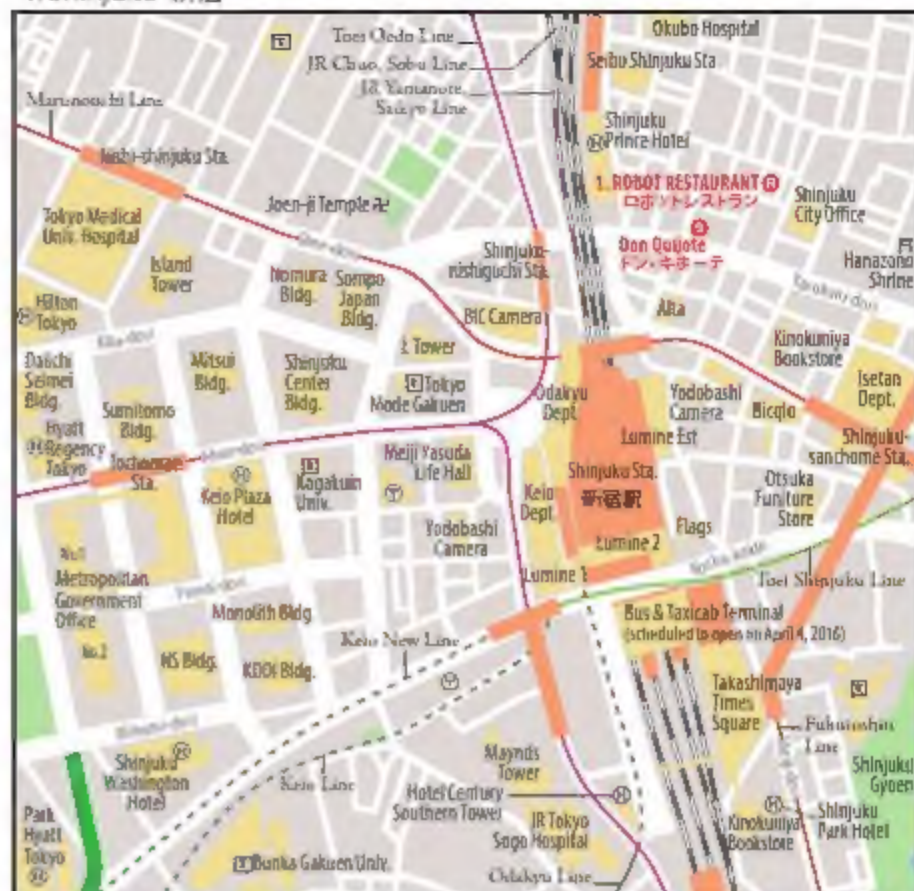 Toei Oedo Line
JR Chuo, Sobu Line
JR Yamanote,
Saikyo Line
Okubo Hospital
Seibu Shinjuku Sta
Marunouchi Line
Nishi-shinjuku Sta.
Shinjuku
Prince Hotel
1. ROBOT RESTAURANT
ロボットレストラン
Tokyo Medical
Univ. Hospital
Joen-ji Temple
Shinjuku
City Office
Don Quijote
ドン・キホーテ
Hanazono
Shrine
Island
Tower
Nomura
Bldg.
Sompo
Japan
Bldg.
Shinjuku-
nishiguchi Sta.
Hilton
Tokyo
BIC Camera
Alta
Kinokuniya
Bookstore
Mitsui
Bldg.
Shinjuku
Center
Bldg.
L Tower
Isetan
Dept.
Sumitomo
Bldg.
Tokyo
Mode Gakuen
Odakyu
Dept.
Yodobashi
Camera
Bicqlo
Hyatt
Regency
Tokyo
Lumine Est
Shinjuku-
sanchome Sta.
Sta.
Keio Plaza
Hotel
Kogakuin
Univ.
Meiji Yasuda
Life Hall
Shinjuku Sta.
新宿駅
Keio
Dept.
Otsuka
Funiture
Store
Yodobashi
Camera
Flags
No.1
Metropolitan
Government
Office
Lumine 2
Lumine 1
Toei Shinjuku Line
Monolith Bldg.
Bus & Taxicab Terminal
(scheduled to open on April 4, 2016)
Keio New Line
No.2
NS Bldg.
KDDI Bldg.
Takashimaya
Times
Square
Fukutoshin
Line
Shinjuku
Washington
Hotel
Keio Line
Maynds
Tower
Hotel Century
Southern Tower
Shinjuku
Gyoen
Park
Hyatt
Tokyo
JR Tokyo
Sogo Hospital
Kinokuniya
Bookstore
Shinjuku
Park Hotel
Bunka Gakuen Univ.
Odakyu Line